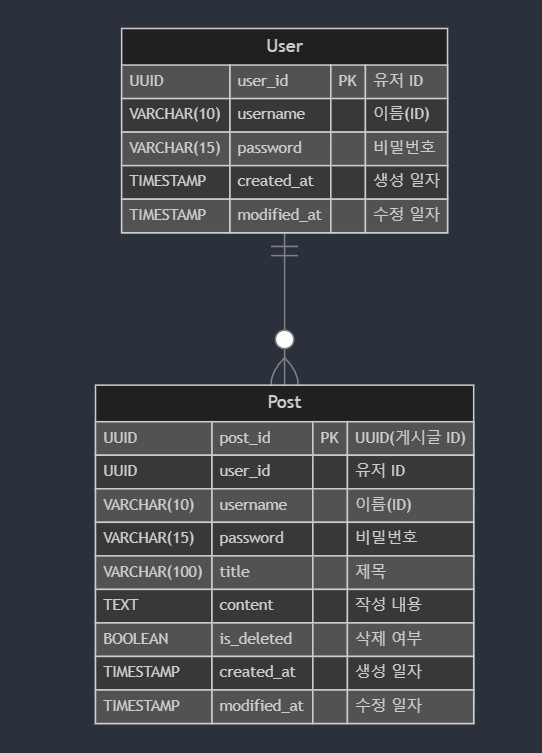 User
UUID user_id PK 유저 ID
VARCHAR(10) username 이름(ID)
VARCHAR(15) password 비밀번호
TIMESTAMP created_at 생성 일자
TIMESTAMP modified_at 수정 일자
Post
UUID post_id PK UUID(게시글 ID)
UUID user_id 유저 ID
VARCHAR(10) username 이름(ID)
VARCHAR(15) password 비밀번호
VARCHAR(100) title 제목
TEXT content 작성 내용
BOOLEAN is_deleted 삭제 여부
TIMESTAMP created_at 생성 일자
TIMESTAMP modified_at 수정 일자